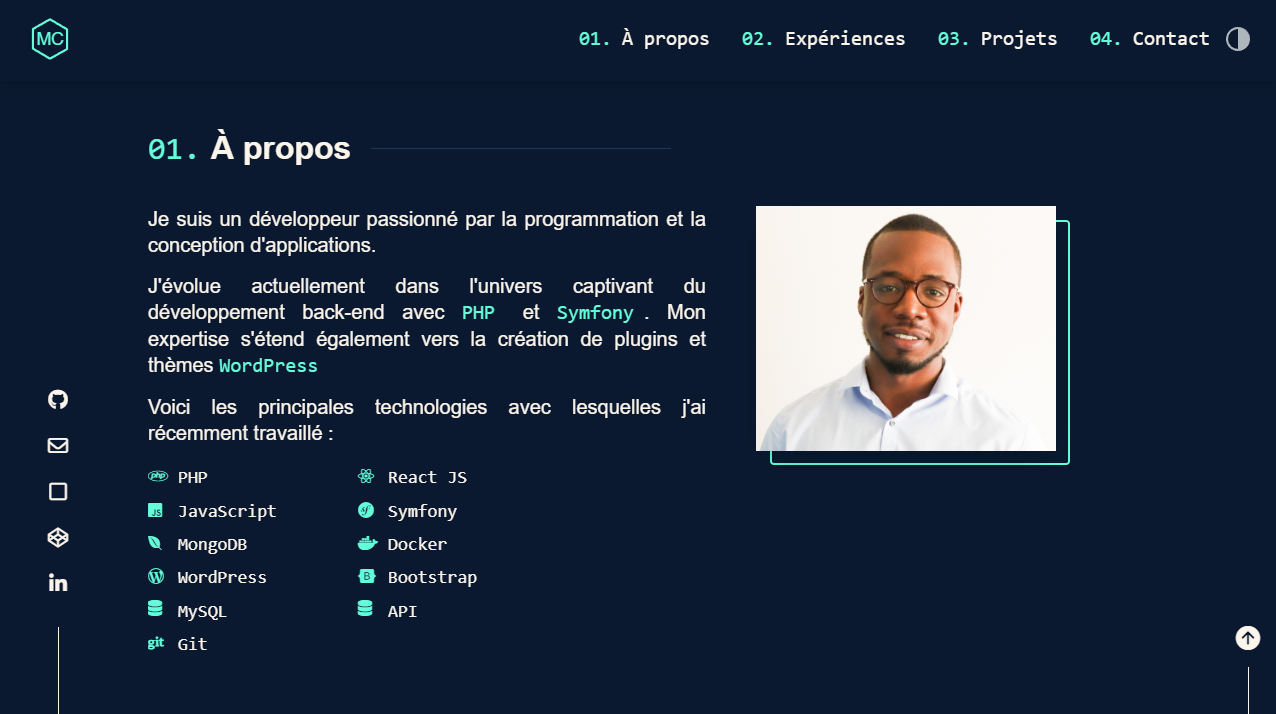 MC
01. À propos 02. Expériences 03. Projets 04. Contact
01. À propos
Je suis un développeur passionné par la programmation et la
conception d'applications.
J'évolue actuellement dans l'univers captivant du
développement back-end avec PHP et Symfony . Mon
expertise s'étend également vers la création de plugins et
thèmes WordPress
Voici les principales technologies avec lesquelles j'ai
récemment travaillé :
php PHP
React JS
JS JavaScript
sf Symfony
MongoDB
Docker
WordPress
B Bootstrap
MySQL
API
git Git
in